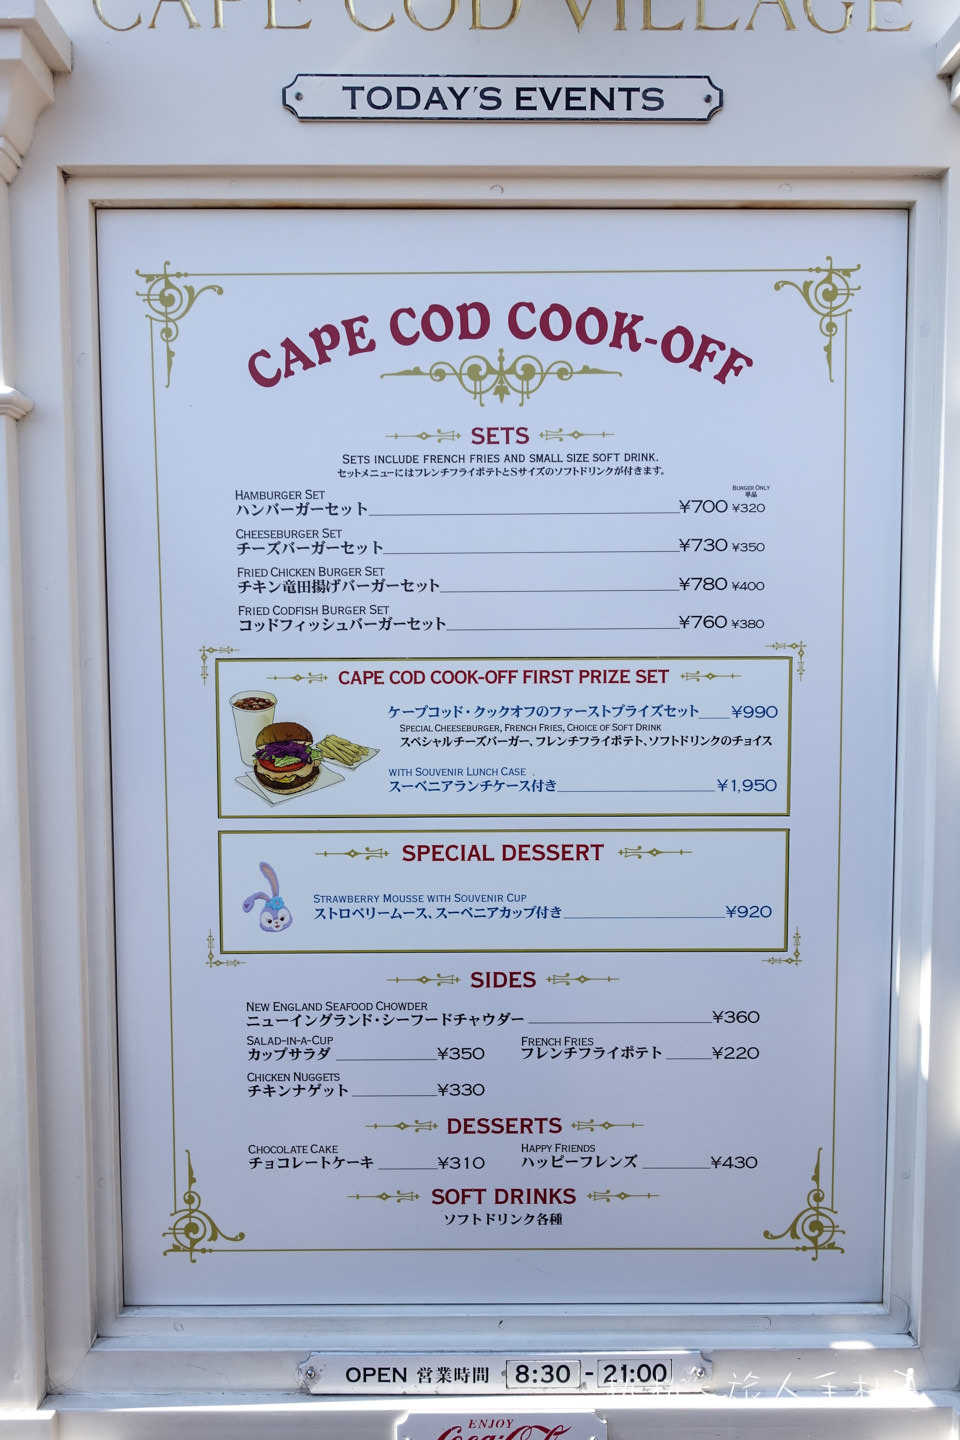 CAPE COD VILLAGE
TODAY'S EVENTS
CAPE COD COOK-OFF
SETS
SETS INCLUDE FRENCH FRIES AND SMALL SIZE SOFT DRINK.
セットメニューにはフレンチフライポテトとSサイズのソフトドリンクが付きます。
BURGER ONLY
単品
HAMBURGER SET
ハンバーガーセット ¥700 ¥320
CHEESEBURGER SET
チーズバーガーセット ¥730 ¥350
FRIED CHICKEN BURGER SET
チキン竜田揚げバーガーセット ¥780 ¥400
FRIED CODFISH BURGER SET
コッドフィッシュバーガーセット ¥760 ¥380
CAPE COD COOK-OFF FIRST PRIZE SET
ケープコッド・クックオフのファーストプライズセット ¥990
SPECIAL CHEESEBURGER, FRENCH FRIES, CHOICE OF SOFT DRINK
スペシャルチーズバーガー、フレンチフライポテト、ソフトドリンクのチョイス
WITH SOUVENIR LUNCH CASE
スーベニアランチケース付き ¥1,950
SPECIAL DESSERT
STRAWBERRY MOUSSE WITH SOUVENIR CUP
ストロベリームース、スーベニアカップ付き ¥920
SIDES
NEW ENGLAND SEAFOOD CHOWDER
ニューイングランド・シーフードチャウダー ¥360
SALAD-IN-A-CUP FRENCH FRIES
カップサラダ ¥350 フレンチフライポテト ¥220
CHICKEN NUGGETS
チキンナゲット ¥330
DESSERTS
CHOCOLATE CAKE HAPPY FRIENDS
チョコレートケーキ ¥310 ハッピーフレンズ ¥430
SOFT DRINKS
ソフトドリンク各種
OPEN 営業時間 8:30 - 21:00
旅人手札
ENJOY
Coca-Cola